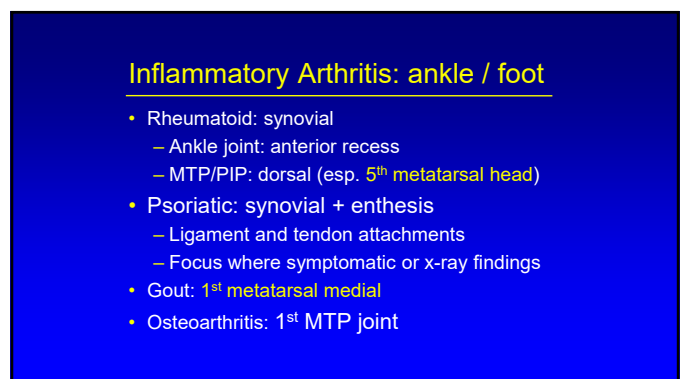 Inflammatory Arthritis: ankle / foot
• Rheumatoid: synovial
– Ankle joint: anterior recess
– MTP/PIP: dorsal (esp. 5th metatarsal head)
• Psoriatic: synovial + enthesis
– Ligament and tendon attachments
– Focus where symptomatic or x-ray findings
• Gout: 1st metatarsal medial
• Osteoarthritis: 1st MTP joint